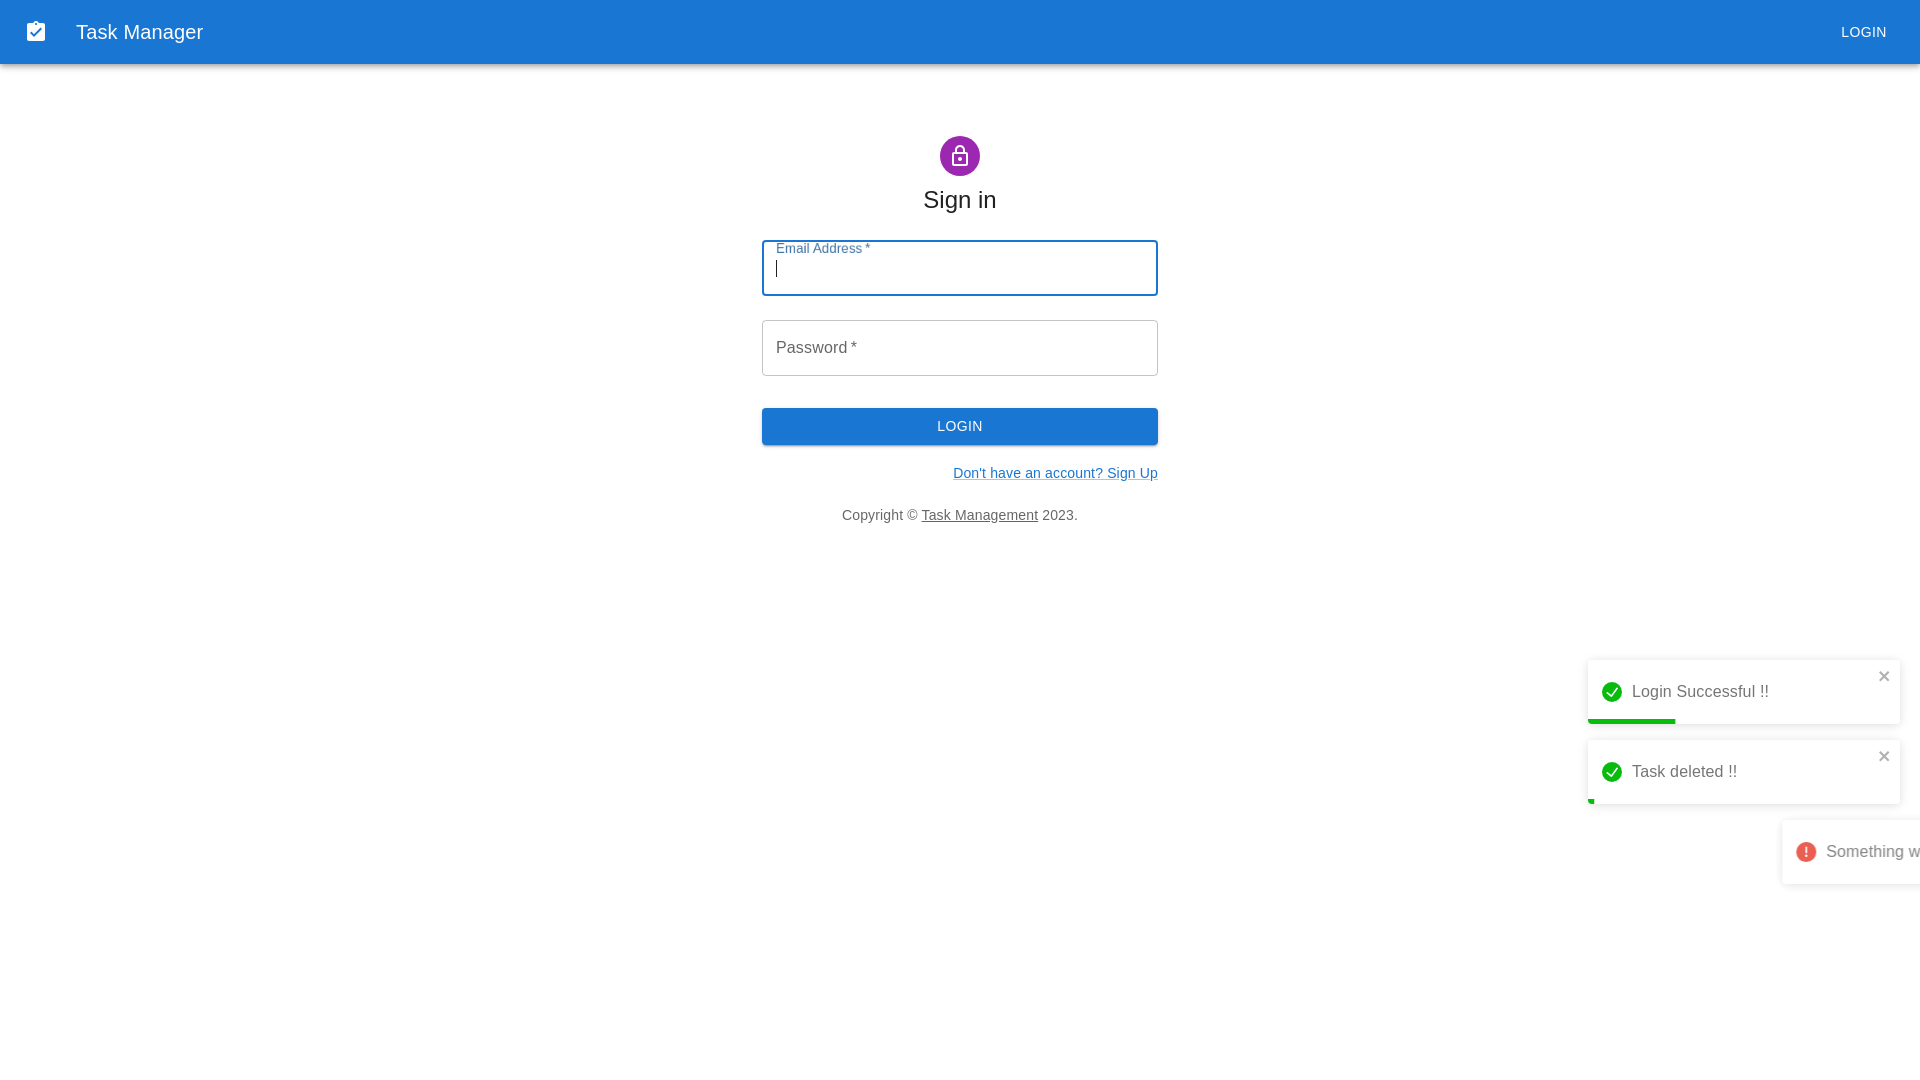 Task Manager
LOGIN
Sign in
Email Address *
Password *
LOGIN
Don't have an account? Sign Up
Copyright © Task Management 2023.
Login Successful !!
Task deleted !!
Something